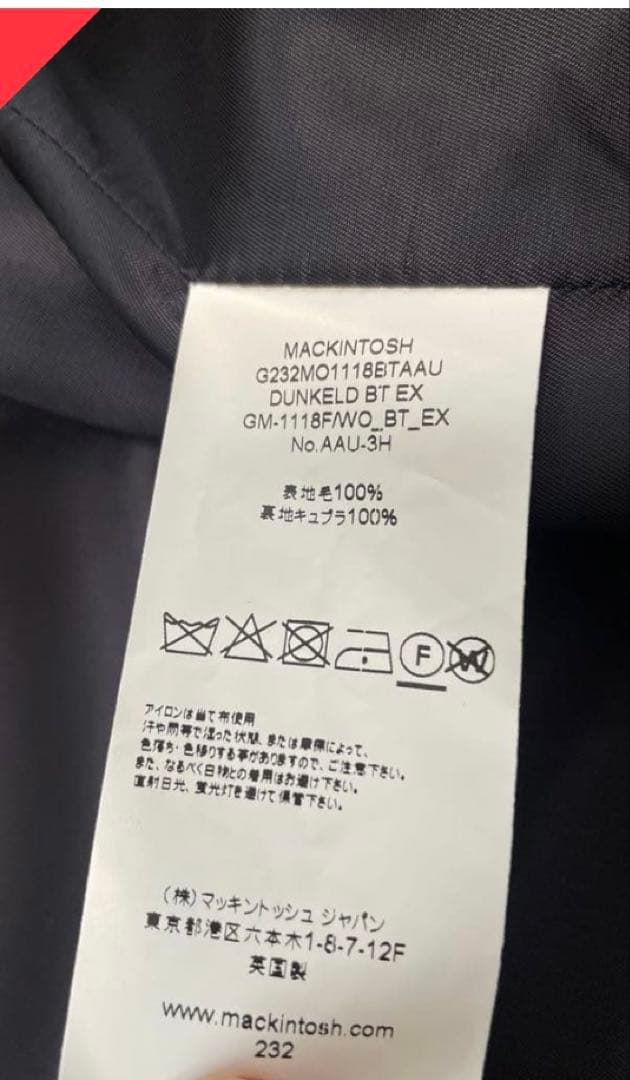 MACKINTOSH
G232MO1118BTAAU
DUNKELD BT EX
GM-1118F/WO_BT_EX
No.AAU-3H
表地毛100%
裏地キュプラ100%
F W
アイロンは当て布使用
汗や雨等で湿った状態、または摩擦によって、
色落ち・色移りする事がありますので、ご注意下さい。
また、なるべく白物との着用はお避け下さい。
直射日光、蛍光灯を避けて保管下さい。
(株)マッキントッシュ ジャパン
東京都港区六本木1-8-7-12F
英国製
www.mackintosh.com
232